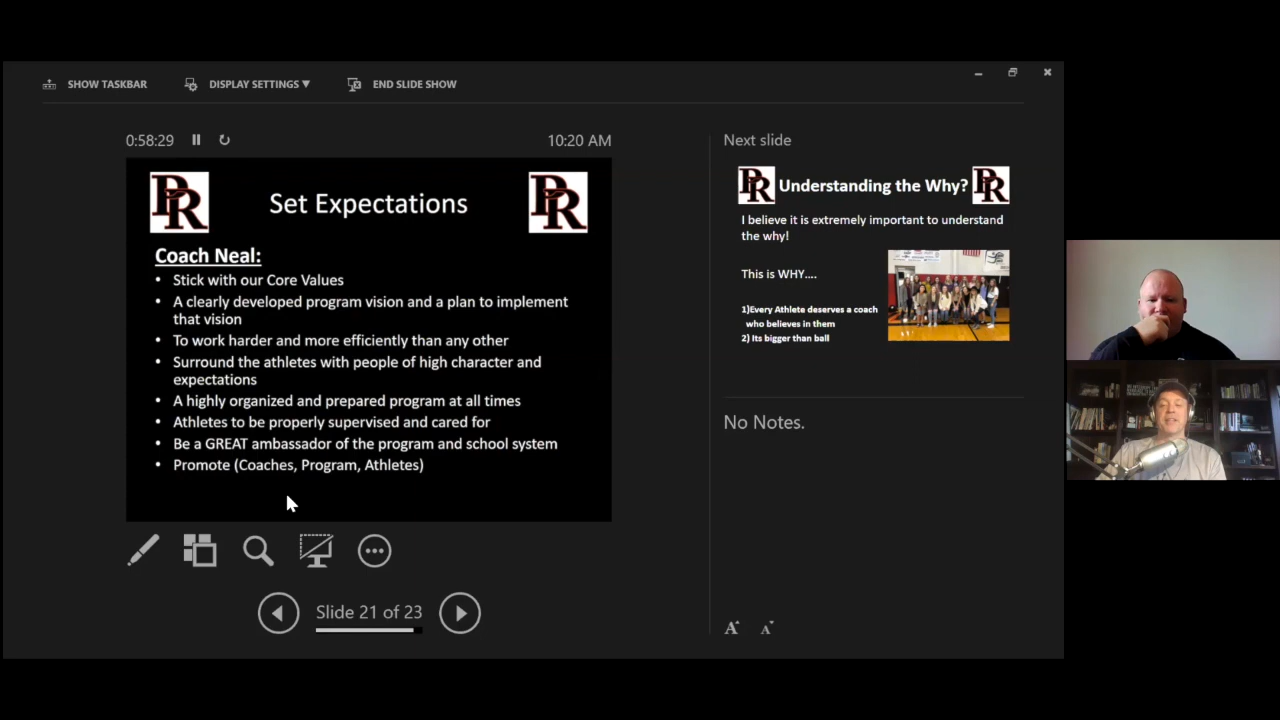 SHOW TASKBAR
DISPLAY SETTINGS ▼
END SLIDE SHOW
0:58:29
10:20 AM
PR
Set Expectations
PR
Coach Neal:
• Stick with our Core Values
• A clearly developed program vision and a plan to implement
that vision
• To work harder and more efficiently than any other
• Surround the athletes with people of high character and
expectations
• A highly organized and prepared program at all times
• Athletes to be properly supervised and cared for
• Be a GREAT ambassador of the program and school system
• Promote (Coaches, Program, Athletes)
Slide 21 of 23
Next slide
PR
Understanding the Why?
PR
I believe it is extremely important to understand
the why!
This is WHY....
1)Every Athlete deserves a coach
who believes in them
2) Its bigger than ball
No Notes.
A A